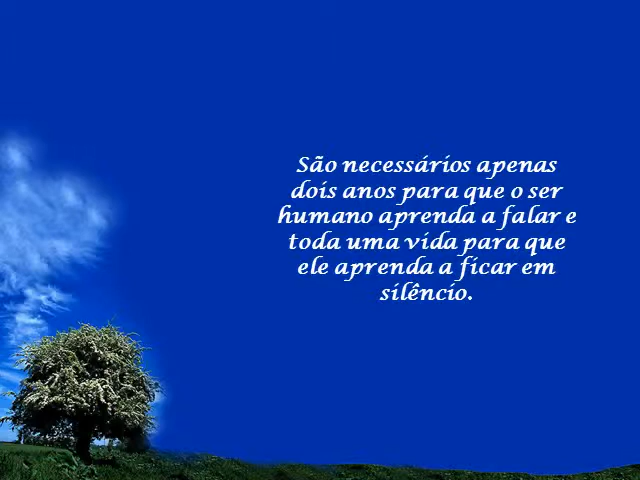 São necessários apenas
dois anos para que o ser
humano aprenda a falar e
toda uma vida para que
ele aprenda a ficar em
silêncio.